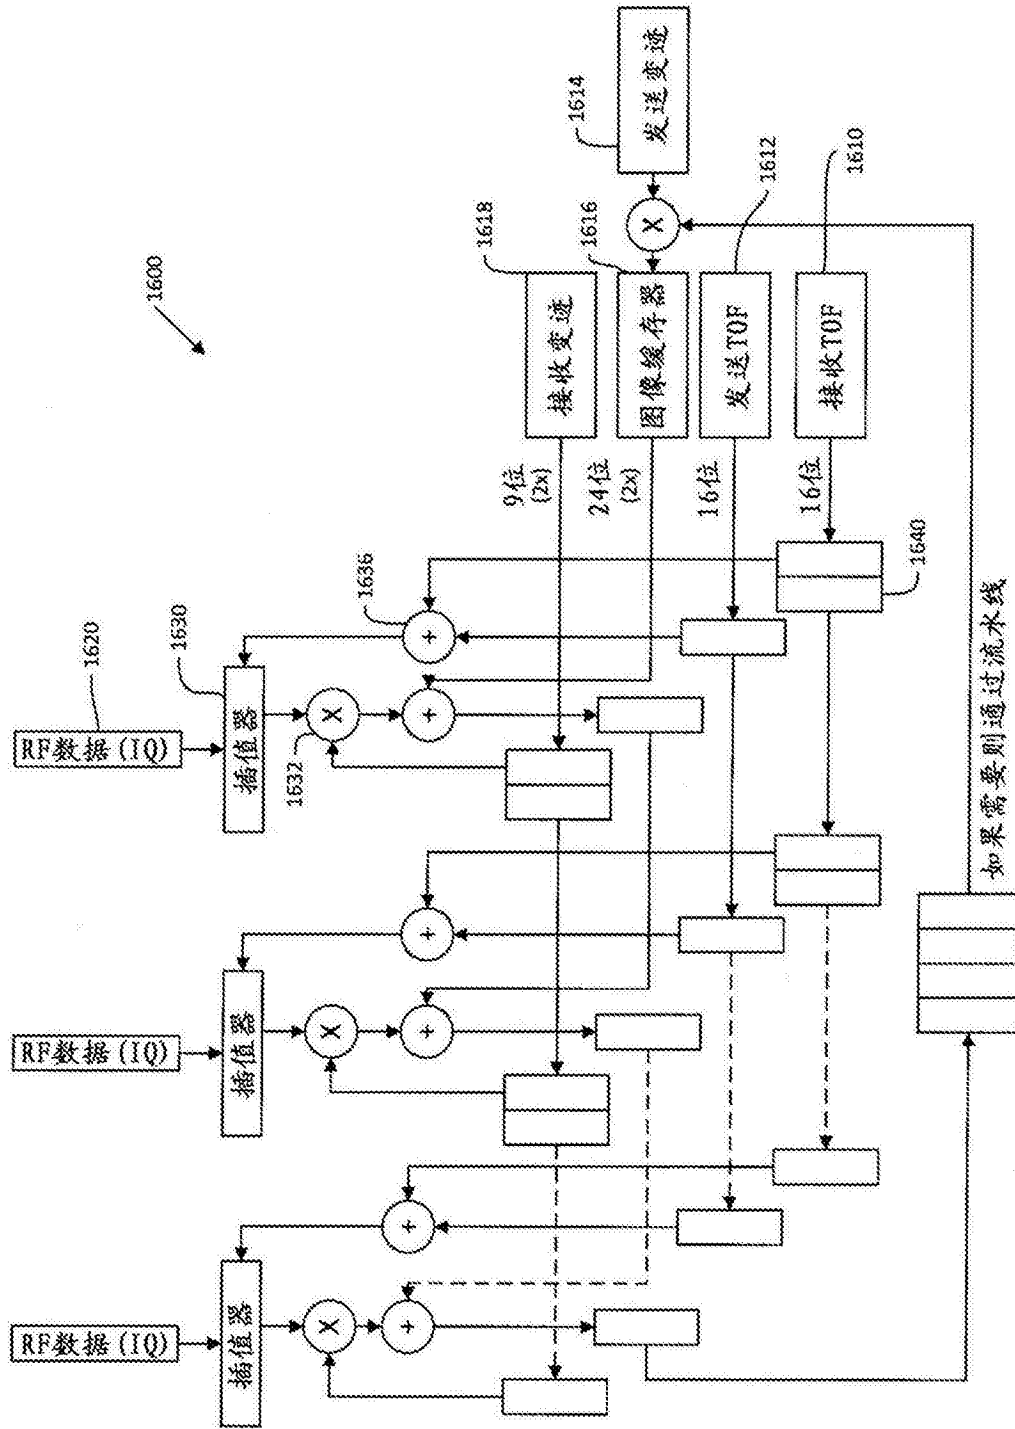 1600
RF数据(IQ)
1620
插值器
1630
X
1632
+
+
1636
接收变迹
1618
9位
(2x)
发送变迹
1614
X
图像缓存器
1616
24位
(2x)
发送TOF
1612
16位
接收TOF
1610
16位
1640
RF数据(IQ)
插值器
X
+
+
RF数据(IQ)
插值器
X
+
+
如果需要则通过流水线